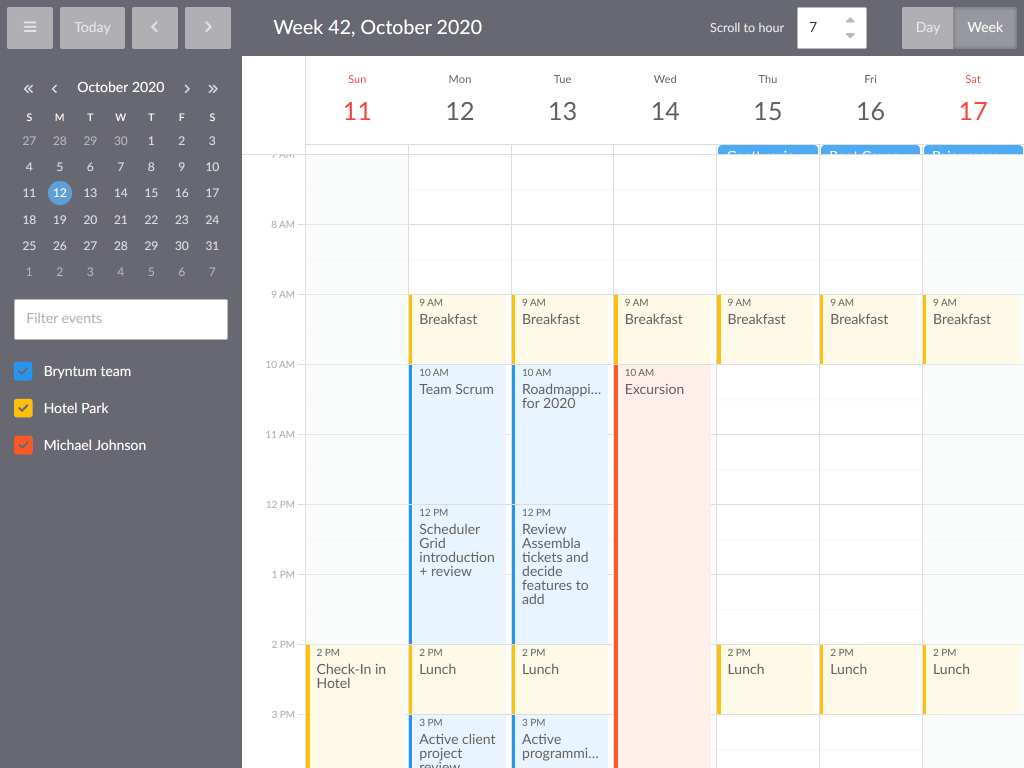 Today
Week 42, October 2020
Scroll to hour
7
Day
Week
October 2020
S M T W T F S
27 28 29 30 1 2 3
4 5 6 7 8 9 10
11 12 13 14 15 16 17
18 19 20 21 22 23 24
25 26 27 28 29 30 31
1 2 3 4 5 6 7
Filter events
Bryntum team
Hotel Park
Michael Johnson
Sun Mon Tue Wed Thu Fri Sat
11 12 13 14 15 16 17
7 AM
8 AM
9 AM
10 AM
11 AM
12 PM
1 PM
2 PM
3 PM
2 PM
Check-In in
Hotel
9 AM
Breakfast
10 AM
Team Scrum
12 PM
Scheduler
Grid
introduction
+ review
2 PM
Lunch
3 PM
Active client
project
review
9 AM
Breakfast
10 AM
Roadmappi...
for 2020
12 PM
Review
Assembla
tickets and
decide
features to
add
2 PM
Lunch
3 PM
Active
programmi...
9 AM
Breakfast
10 AM
Excursion
9 AM
Breakfast
2 PM
Lunch
9 AM
Breakfast
2 PM
Lunch
9 AM
Breakfast
2 PM
Lunch